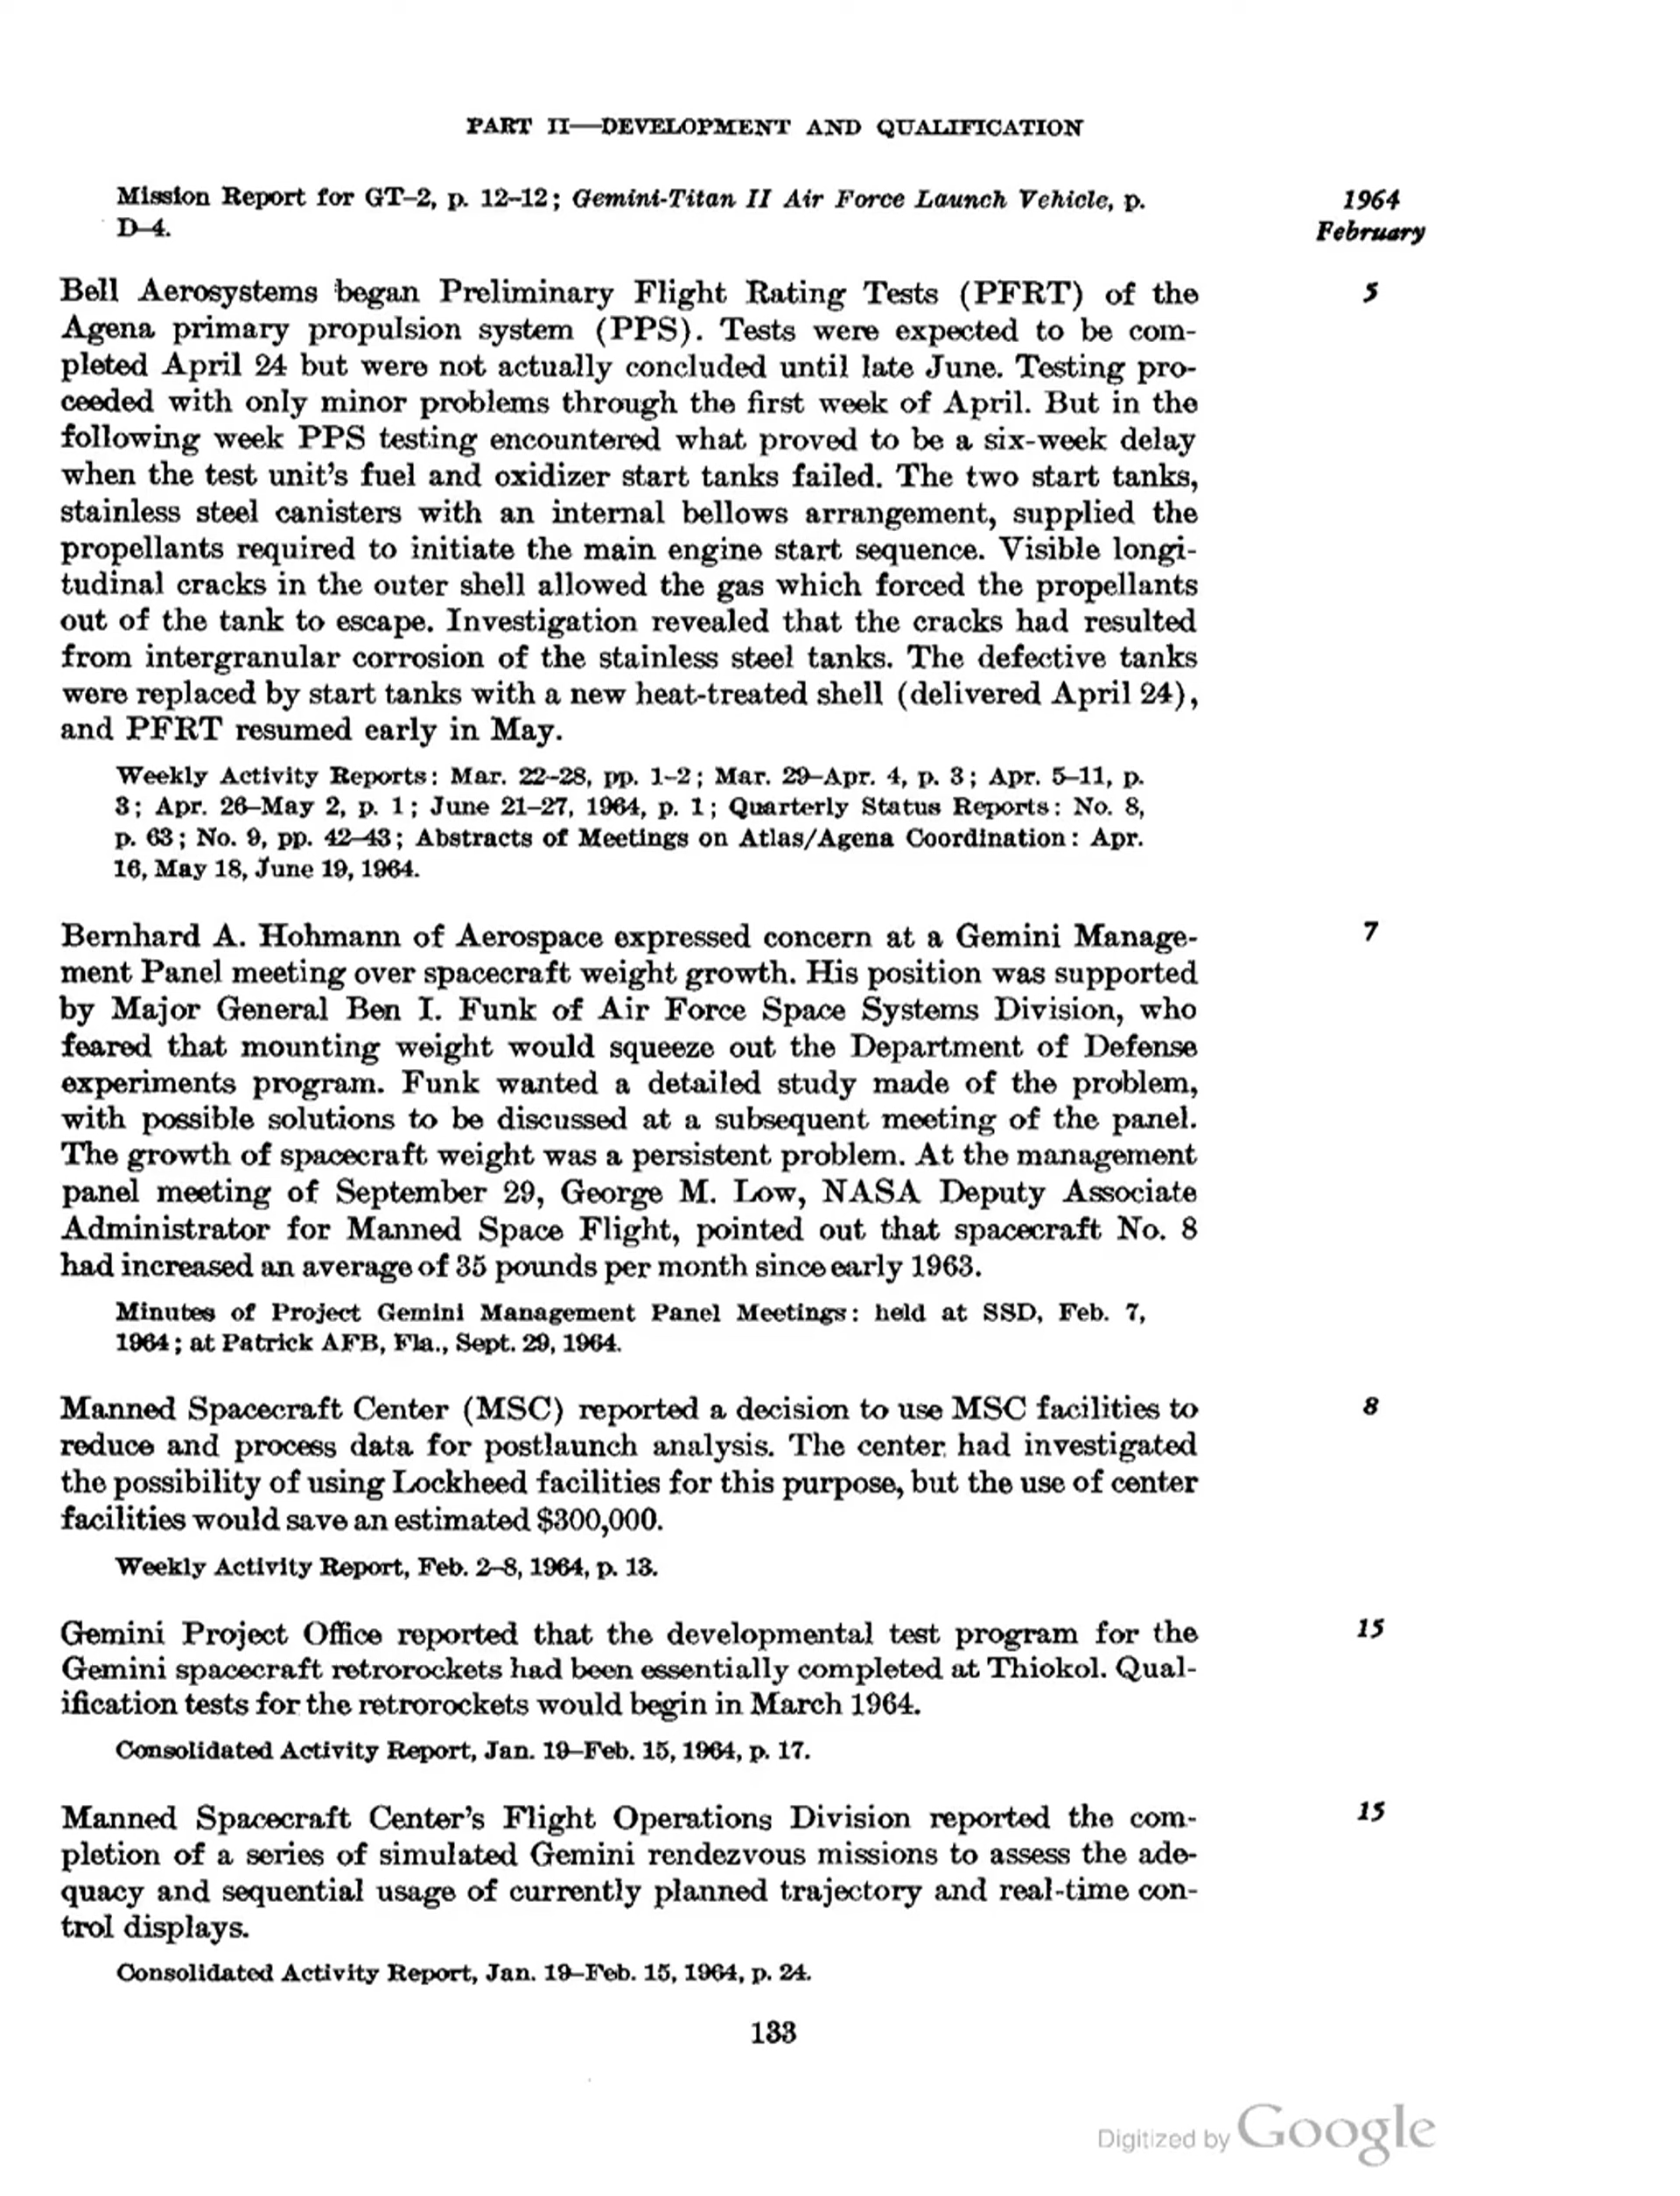 PART II—DEVELOPMENT AND QUALIFICATION
Mission Report for GT–2, p. 12–12; Gemini-Titan II Air Force Launch Vehicle, p.
D–4.
1964
February
Bell Aerosystems began Preliminary Flight Rating Tests (PFRT) of the
5
Agena primary propulsion system (PPS). Tests were expected to be com-
pleted April 24 but were not actually concluded until late June. Testing pro-
ceeded with only minor problems through the first week of April. But in the
following week PPS testing encountered what proved to be a six-week delay
when the test unit's fuel and oxidizer start tanks failed. The two start tanks,
stainless steel canisters with an internal bellows arrangement, supplied the
propellants required to initiate the main engine start sequence. Visible longi-
tudinal cracks in the outer shell allowed the gas which forced the propellants
out of the tank to escape. Investigation revealed that the cracks had resulted
from intergranular corrosion of the stainless steel tanks. The defective tanks
were replaced by start tanks with a new heat-treated shell (delivered April 24),
and PFRT resumed early in May.
Weekly Activity Reports: Mar. 22–28, pp. 1–2; Mar. 29–Apr. 4, p. 3; Apr. 5–11, p.
3; Apr. 26–May 2, p. 1; June 21–27, 1964, p. 1; Quarterly Status Reports: No. 8,
p. 63; No. 9, pp. 42–43; Abstracts of Meetings on Atlas/Agena Coordination: Apr.
16, May 18, June 19, 1964.
Bernhard A. Hohmann of Aerospace expressed concern at a Gemini Manage-
7
ment Panel meeting over spacecraft weight growth. His position was supported
by Major General Ben I. Funk of Air Force Space Systems Division, who
feared that mounting weight would squeeze out the Department of Defense
experiments program. Funk wanted a detailed study made of the problem,
with possible solutions to be discussed at a subsequent meeting of the panel.
The growth of spacecraft weight was a persistent problem. At the management
panel meeting of September 29, George M. Low, NASA Deputy Associate
Administrator for Manned Space Flight, pointed out that spacecraft No. 8
had increased an average of 35 pounds per month since early 1963.
Minutes of Project Gemini Management Panel Meetings: held at SSD, Feb. 7,
1964; at Patrick AFB, Fla., Sept. 29, 1964.
Manned Spacecraft Center (MSC) reported a decision to use MSC facilities to
8
reduce and process data for postlaunch analysis. The center had investigated
the possibility of using Lockheed facilities for this purpose, but the use of center
facilities would save an estimated $300,000.
Weekly Activity Report, Feb. 2–8, 1964, p. 13.
Gemini Project Office reported that the developmental test program for the
15
Gemini spacecraft retrorockets had been essentially completed at Thiokol. Qual-
ification tests for the retrorockets would begin in March 1964.
Consolidated Activity Report, Jan. 19–Feb. 15, 1964, p. 17.
Manned Spacecraft Center's Flight Operations Division reported the com-
15
pletion of a series of simulated Gemini rendezvous missions to assess the ade-
quacy and sequential usage of currently planned trajectory and real-time con-
trol displays.
Consolidated Activity Report, Jan. 19–Feb. 15, 1964, p. 24.
133
Digitized by Google